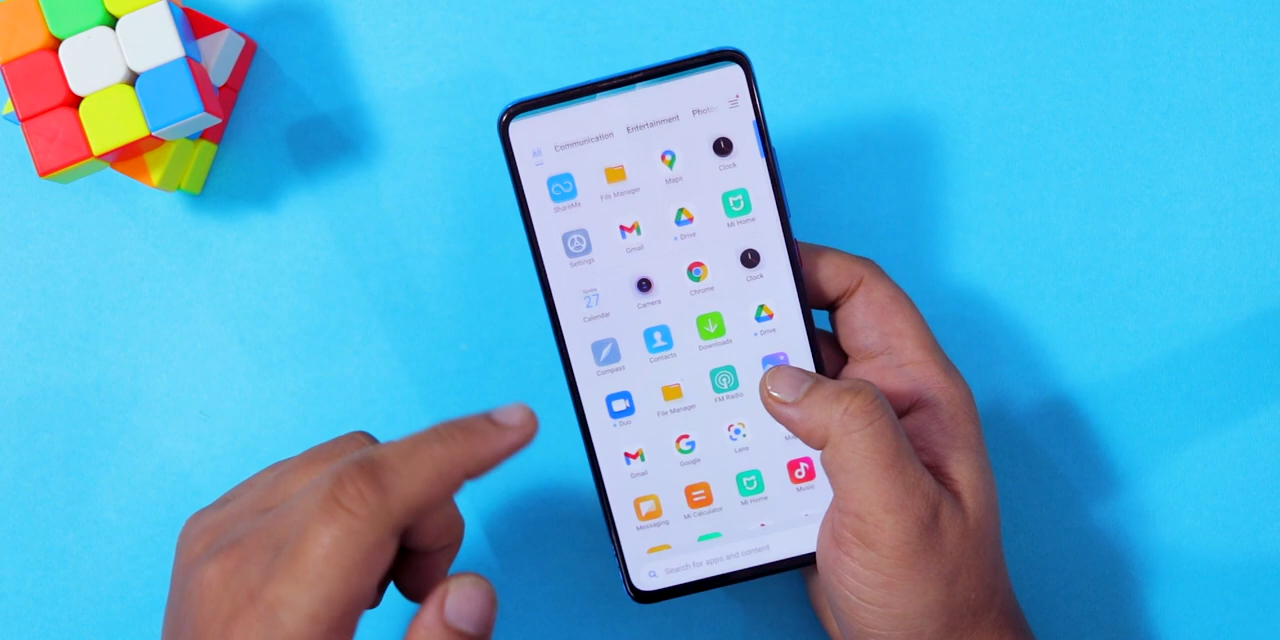 All
Communication
Entertainment
Photo
ShareMe
File Manager
Maps
Clock
Settings
Gmail
Drive
Mi Home
27
Calendar
Camera
Chrome
Clock
Compass
Contacts
Downloads
Drive
Duo
File Manager
FM Radio
Gmail
Google
Lens
Messaging
Mi Calculator
Mi Home
Music
Search for apps and content